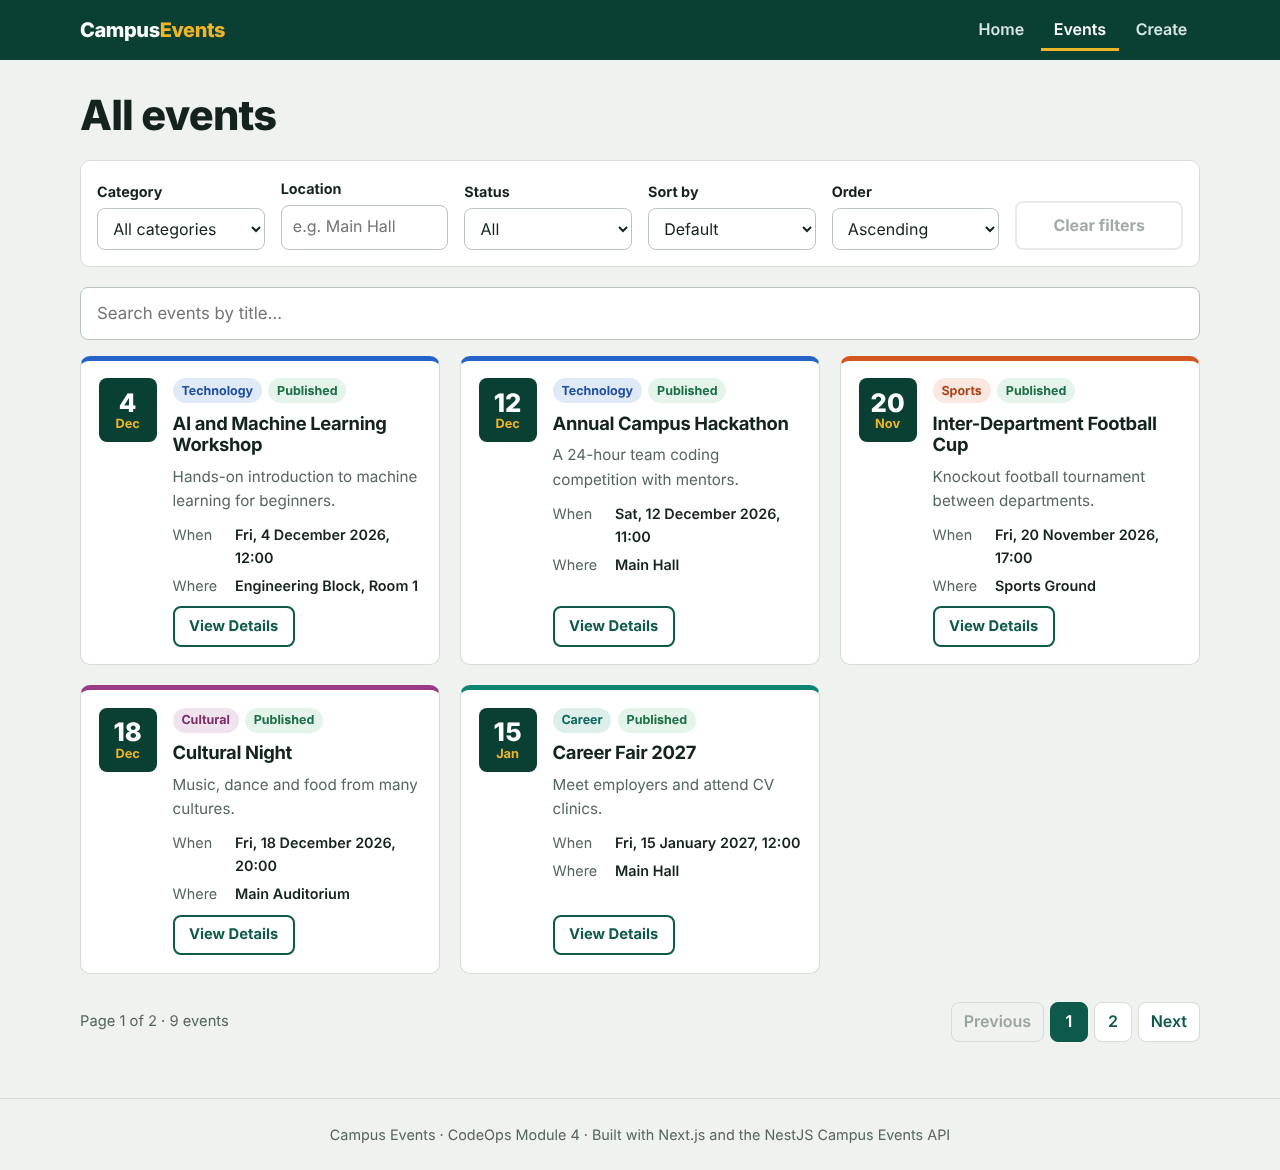 CampusEvents
Home Events Create
All events
Category Location Status Sort by Order
All categories e.g. Main Hall All Default Ascending Clear filters
Search events by title...
4
Dec
Technology Published
AI and Machine Learning
Workshop
Hands-on introduction to machine
learning for beginners.
When Fri, 4 December 2026,
12:00
Where Engineering Block, Room 1
View Details
12
Dec
Technology Published
Annual Campus Hackathon
A 24-hour team coding
competition with mentors.
When Sat, 12 December 2026,
11:00
Where Main Hall
View Details
20
Nov
Sports Published
Inter-Department Football
Cup
Knockout football tournament
between departments.
When Fri, 20 November 2026,
17:00
Where Sports Ground
View Details
18
Dec
Cultural Published
Cultural Night
Music, dance and food from many
cultures.
When Fri, 18 December 2026,
20:00
Where Main Auditorium
View Details
15
Jan
Career Published
Career Fair 2027
Meet employers and attend CV
clinics.
When Fri, 15 January 2027, 12:00
Where Main Hall
View Details
Page 1 of 2 · 9 events
Previous 1 2 Next
Campus Events · CodeOps Module 4 · Built with Next.js and the NestJS Campus Events API